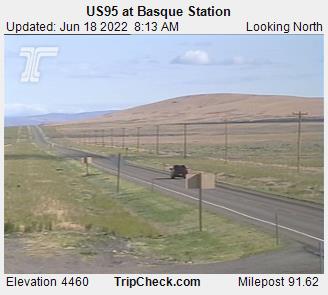 US95 at Basque Station
Updated: Jun 18 2022 8:13 AM Looking North
Elevation 4460 TripCheck.com Milepost 91.62